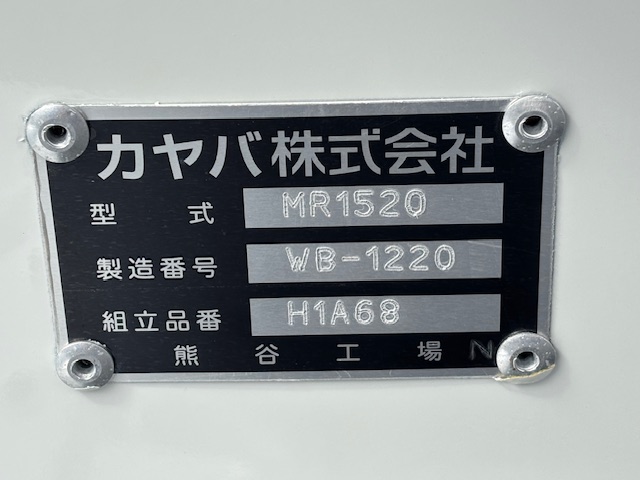 カヤバ株式会社
型式 MR1520
製造番号 WB-1220
組立品番 H1A68
熊谷工場 N